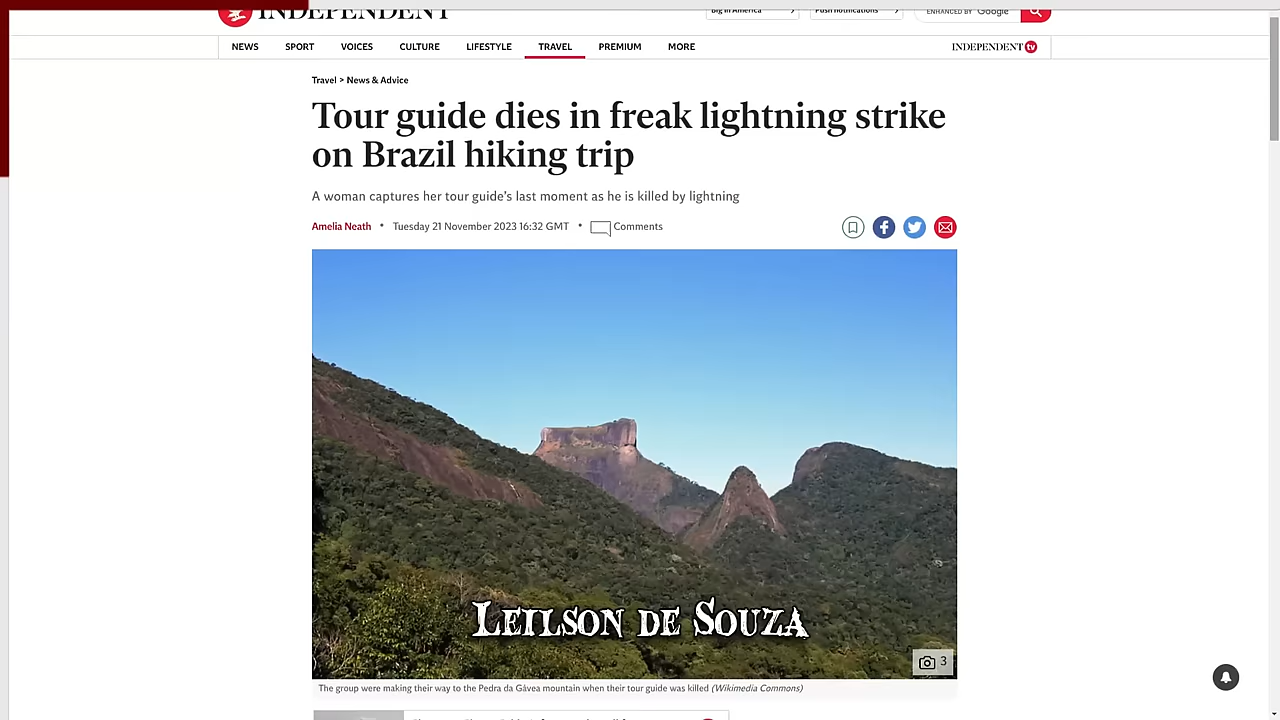 INDEPENDENT
Big in America
Push notifications
ENHANCED BY Google
NEWS SPORT VOICES CULTURE LIFESTYLE TRAVEL PREMIUM MORE INDEPENDENT tv
Travel > News & Advice
Tour guide dies in freak lightning strike
on Brazil hiking trip
A woman captures her tour guide's last moment as he is killed by lightning
Amelia Neath • Tuesday 21 November 2023 16:32 GMT • Comments
Leilson de Souza
3
The group were making their way to the Pedra da Gávea mountain when their tour guide was killed (Wikimedia Commons)